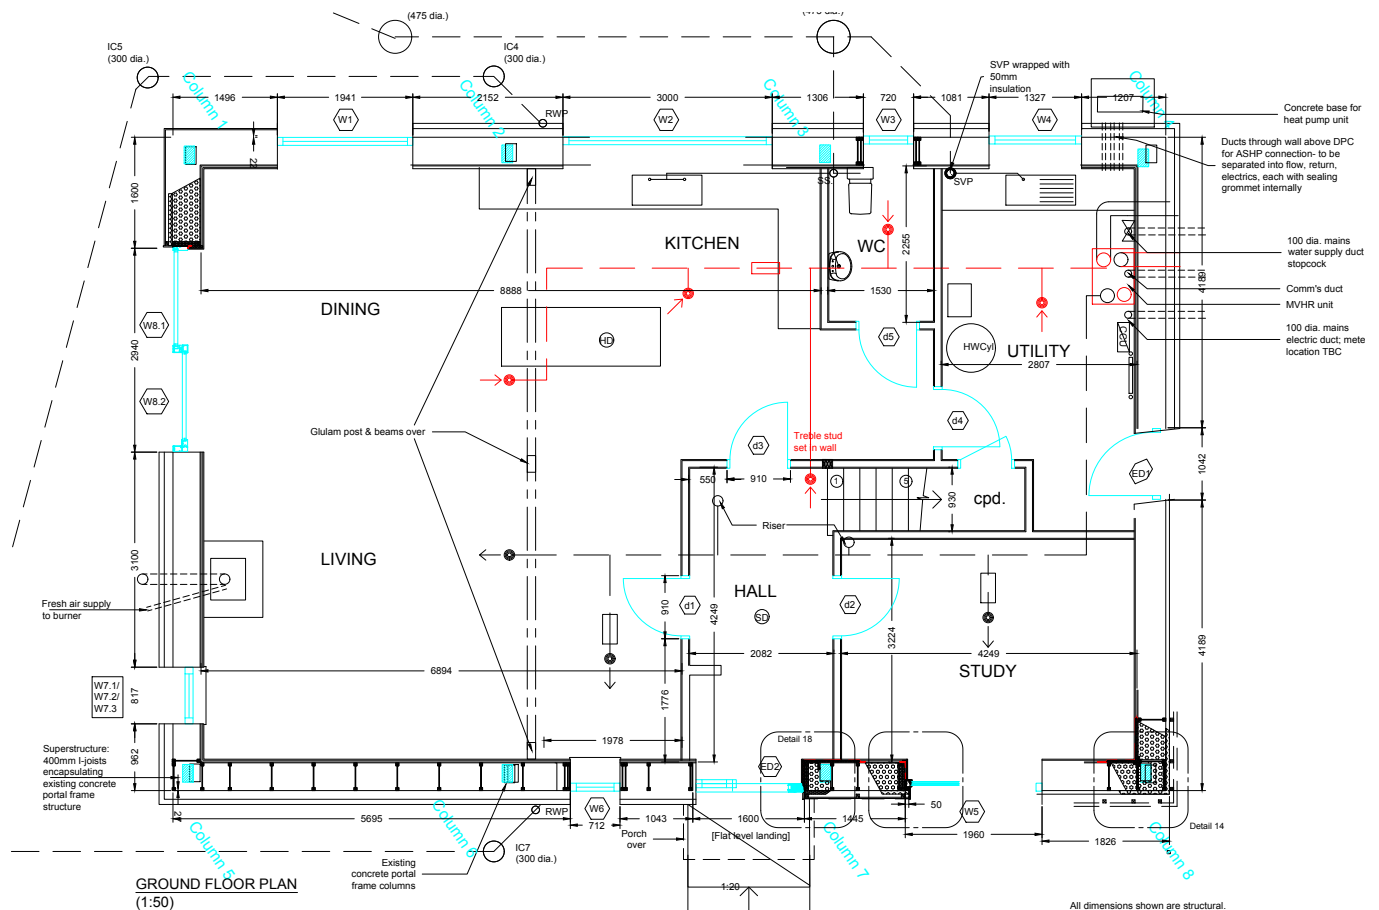 (475 dia.)
IC5
(300 dia.)
IC4
(300 dia.)
SVP wrapped with
50mm
insulation
Column 1
Column 2
Column 3
1496
1941
2152
3000
1306
720
1081
1327
1207
W1
W2
W3
W4
RWP
Concrete base for
heat pump unit
Ducts through wall above DPC
for ASHP connection- to be
separated into flow, return,
electrics, each with sealing
grommet internally
1600
SS.
SVP
KITCHEN
WC
2255
4189
100 dia. mains
water supply duct
stopcock
Comm's duct
MVHR unit
100 dia. mains
electric duct; mete
location TBC
8888
1530
DINING
W8.1
2940
W8.2
HD
d5
HWCyl
UTILITY
2807
CCU
Glulam post & beams over
d3
Treble stud
set in wall
d4
ED1
1042
550
910
1
5
930
cpd.
Riser
3100
LIVING
Fresh air supply
to burner
910
d1
4249
HALL
SD
d2
3224
2082
4249
4189
STUDY
6894
W7.1/
W7.2/
W7.3
817
1776
1978
962
Superstructure:
400mm I-joists
encapsulating
existing concrete
portal frame
structure
Detail 18
ED2
50
W5
Detail 14
W6
RWP
5695
712
1043
1600
1445
1960
1826
Porch
over
[Flat level landing]
Column 5
Column 6
Column 7
Column 8
IC7
(300 dia.)
Existing
concrete portal
frame columns
1:20
GROUND FLOOR PLAN
(1:50)
All dimensions shown are structural.